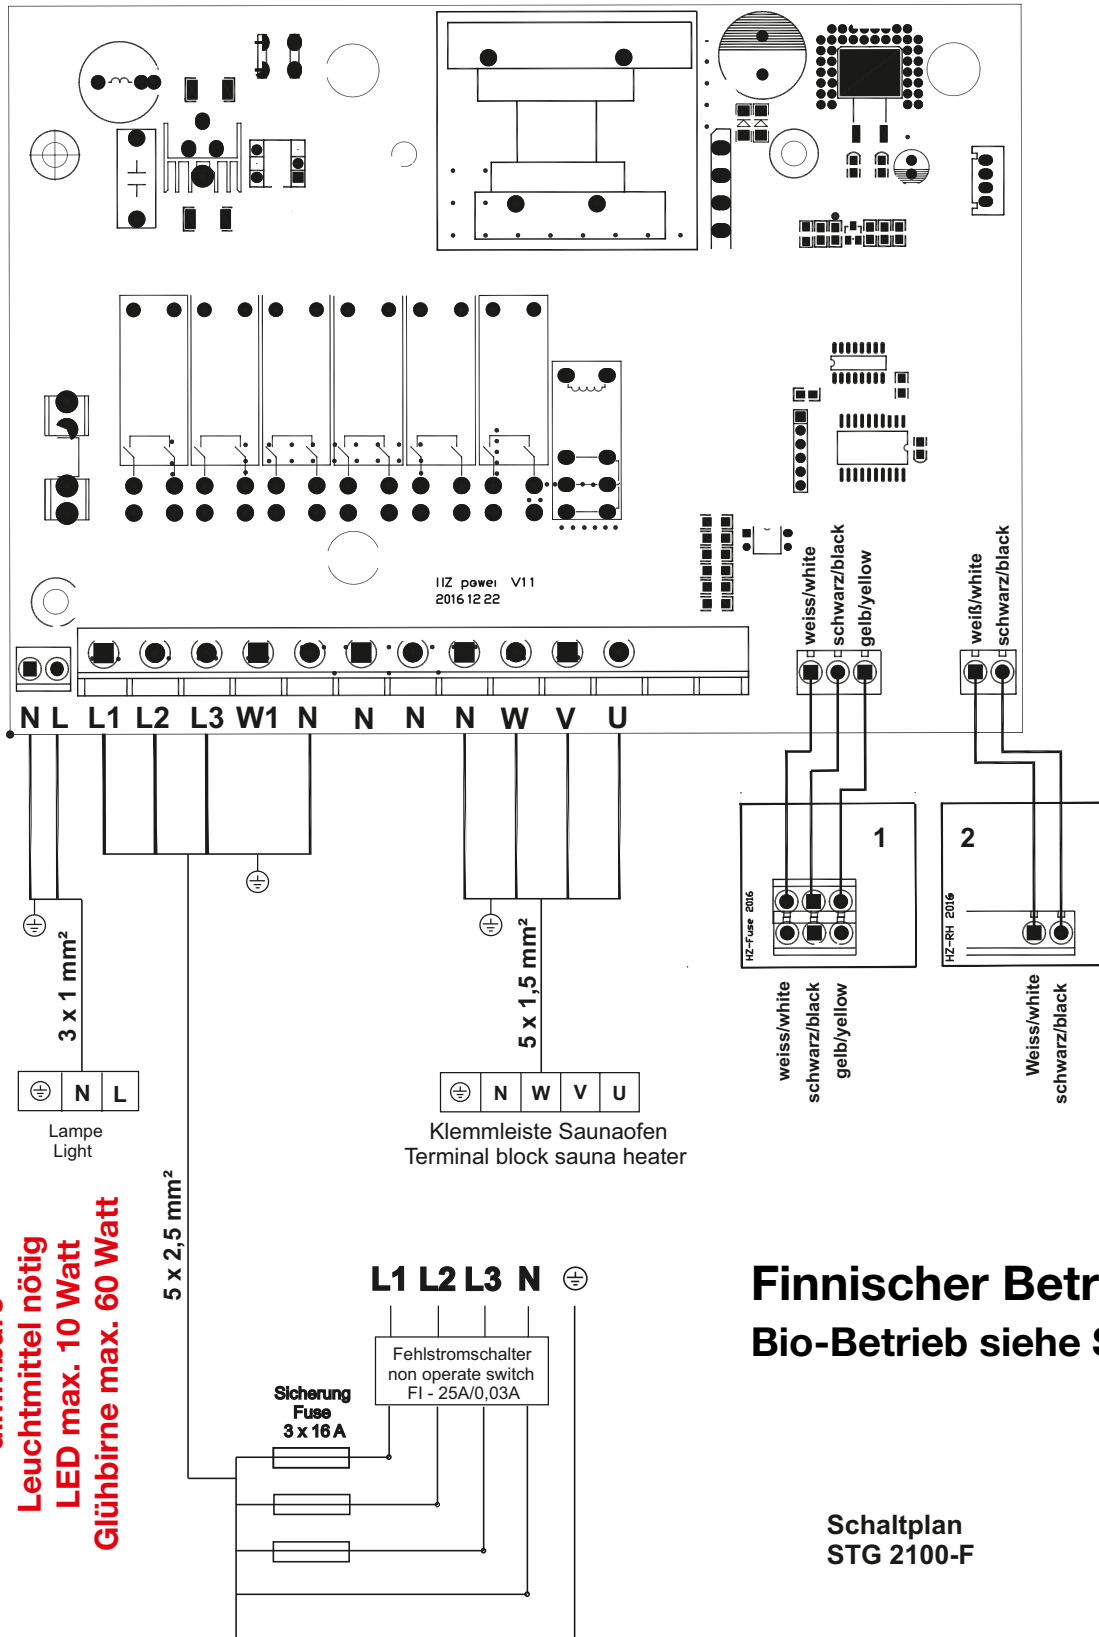 IIZ power V11
2016 12 22
weiss/white
schwarz/black
gelb/yellow
weiß/white
schwarz/black
N L L1 L2 L3 W1 N N N N W V U
1
2
HZ-Fuse 2016
HZ-RH 2016
weiss/white
schwarz/black
gelb/yellow
Weiss/white
schwarz/black
3 x 1 mm²
5 x 1,5 mm²
N L
Lampe
Light
N W V U
Klemmleiste Saunaofen
Terminal block sauna heater
5 x 2,5 mm²
Leuchtmittel nötig
LED max. 10 Watt
Glühbirne max. 60 Watt
L1 L2 L3 N
Fehlstromschalter
non operate switch
FI - 25A/0,03A
Sicherung
Fuse
3 x 16 A
Finnischer Betr
Bio-Betrieb siehe S
Schaltplan
STG 2100-F